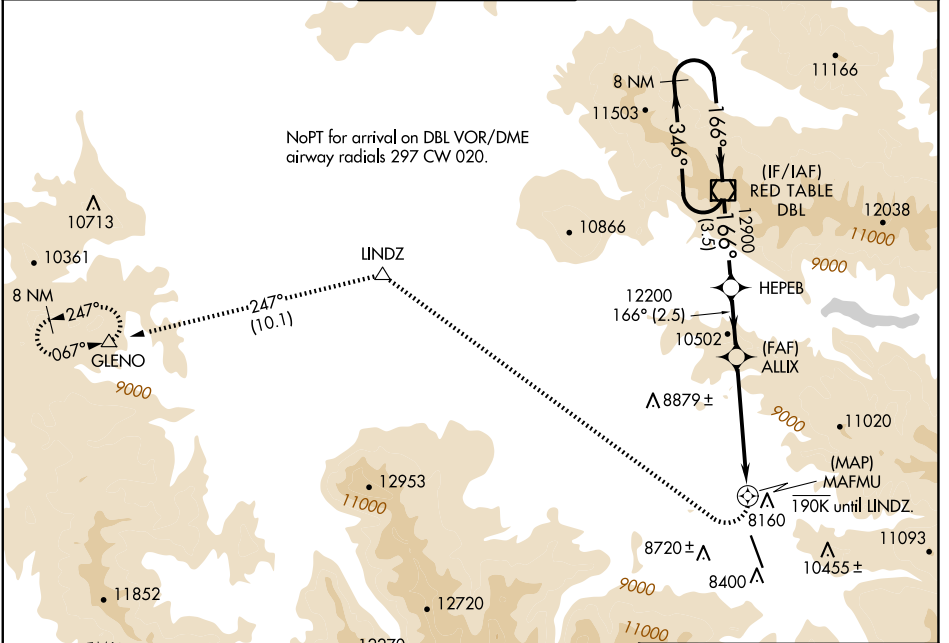 11166
8 NM
11503
346°
166°
NoPT for arrival on DBL VOR/DME
airway radials 297 CW 020.
(IF/IAF)
RED TABLE
DBL
10713
10866
12900
166°
(3.5)
12038
11000
10361
LINDZ
9000
8 NM
247°
067°
GLENO
247°
(10.1)
HEPEB
12200
166° (2.5)
10502
(FAF)
ALLIX
9000
8879 ±
9000
11020
12953
11000
(MAP)
MAFMU
190K until LINDZ.
8160
8720 ±
8400
10455 ±
11093
9000
11852
12720
11000